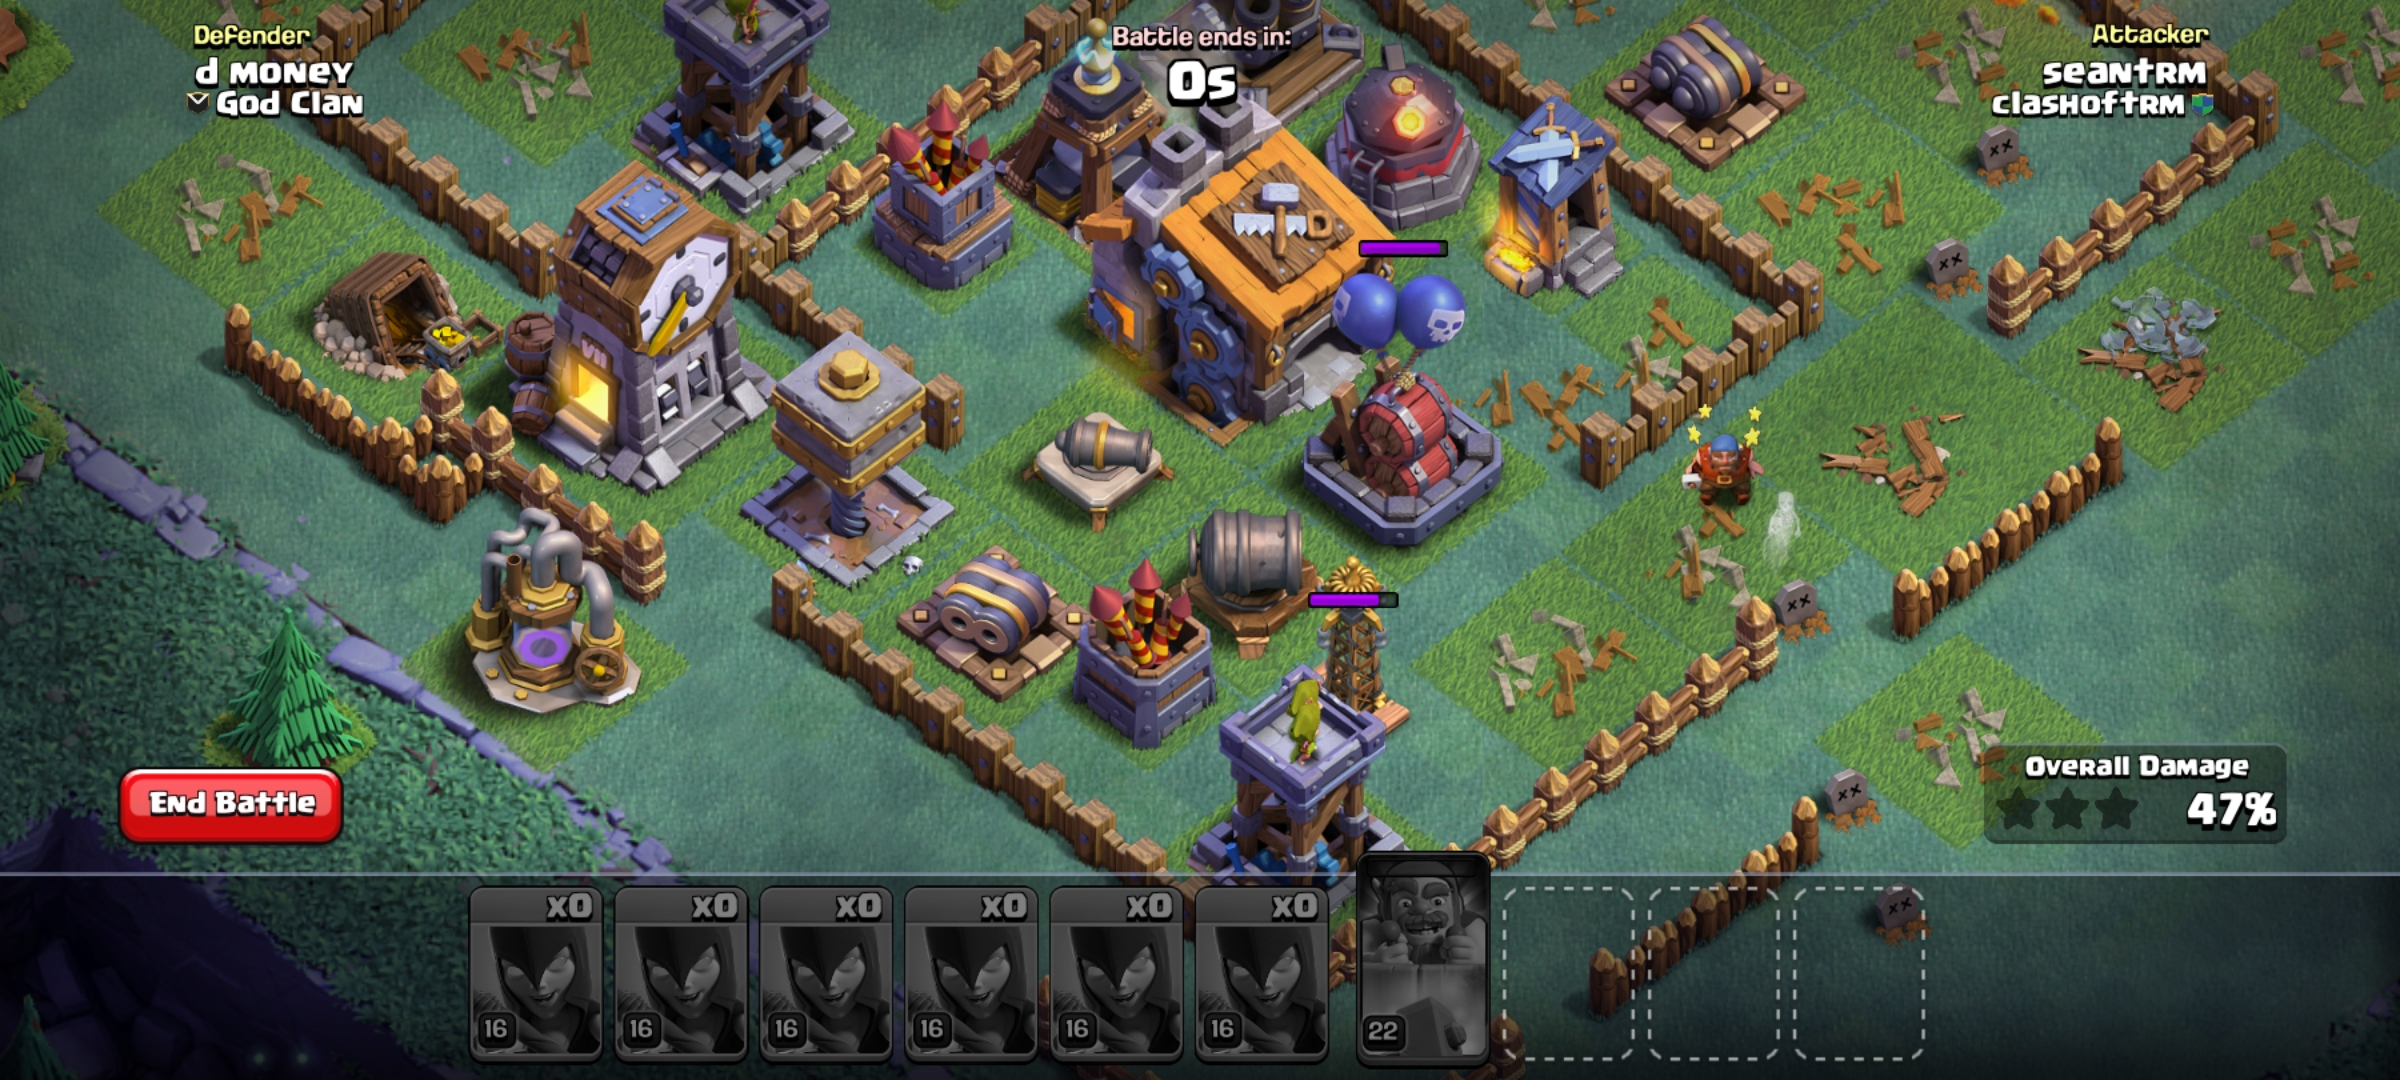 Defender
d MONEY
God Clan
Battle ends in:
0s
Attacker
seantRM
clashoftRM
VII
End Battle
Overall Damage
47%
x0
x0
x0
x0
x0
x0
16
16
16
16
16
16
22